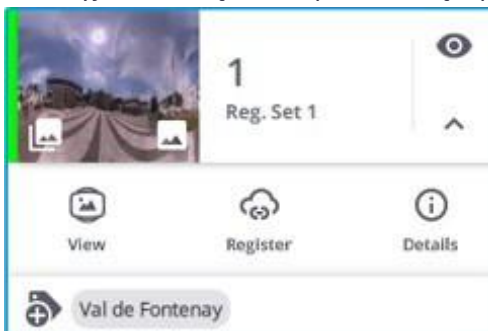 1
Reg. Set 1
View
Register
Details
Val de Fontenay